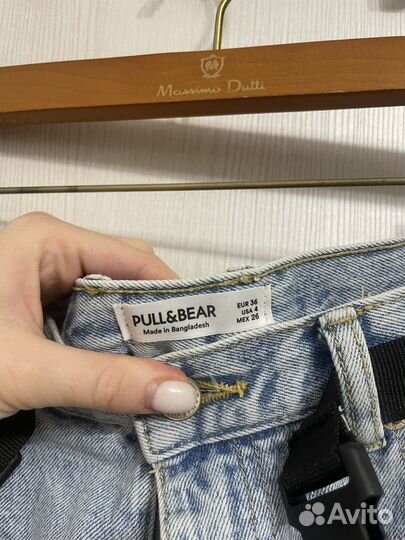 Massimo Dutti
PULL&BEAR
Made in Bangladesh
EUR 36
USA 4
MEX 26
Avito